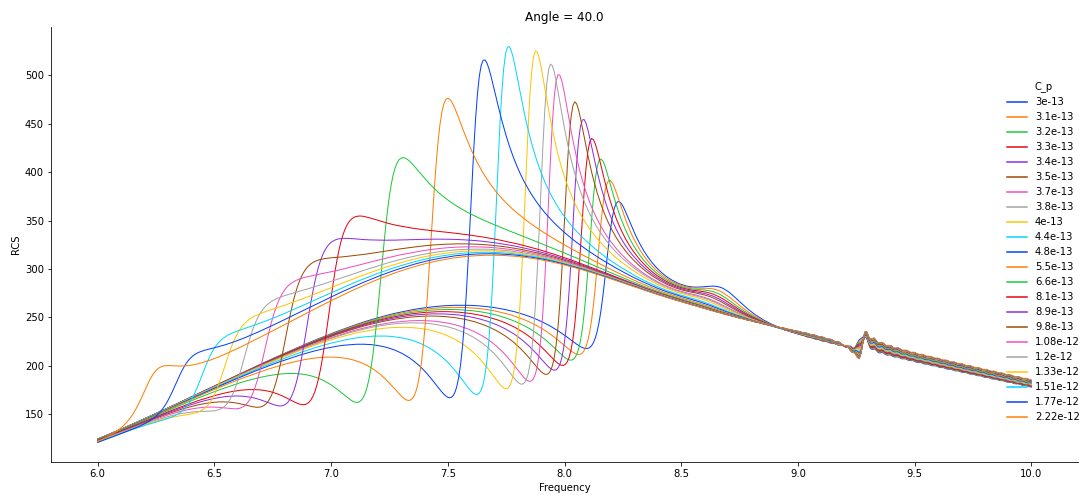 Angle = 40.0
RCS
500
450
400
350
300
250
200
150
6.0 6.5 7.0 7.5 8.0 8.5 9.0 9.5 10.0
Frequency
C_p
3e-13
3.1e-13
3.2e-13
3.3e-13
3.4e-13
3.5e-13
3.7e-13
3.8e-13
4e-13
4.4e-13
4.8e-13
5.5e-13
6.6e-13
8.1e-13
8.9e-13
9.8e-13
1.08e-12
1.2e-12
1.33e-12
1.51e-12
1.77e-12
2.22e-12